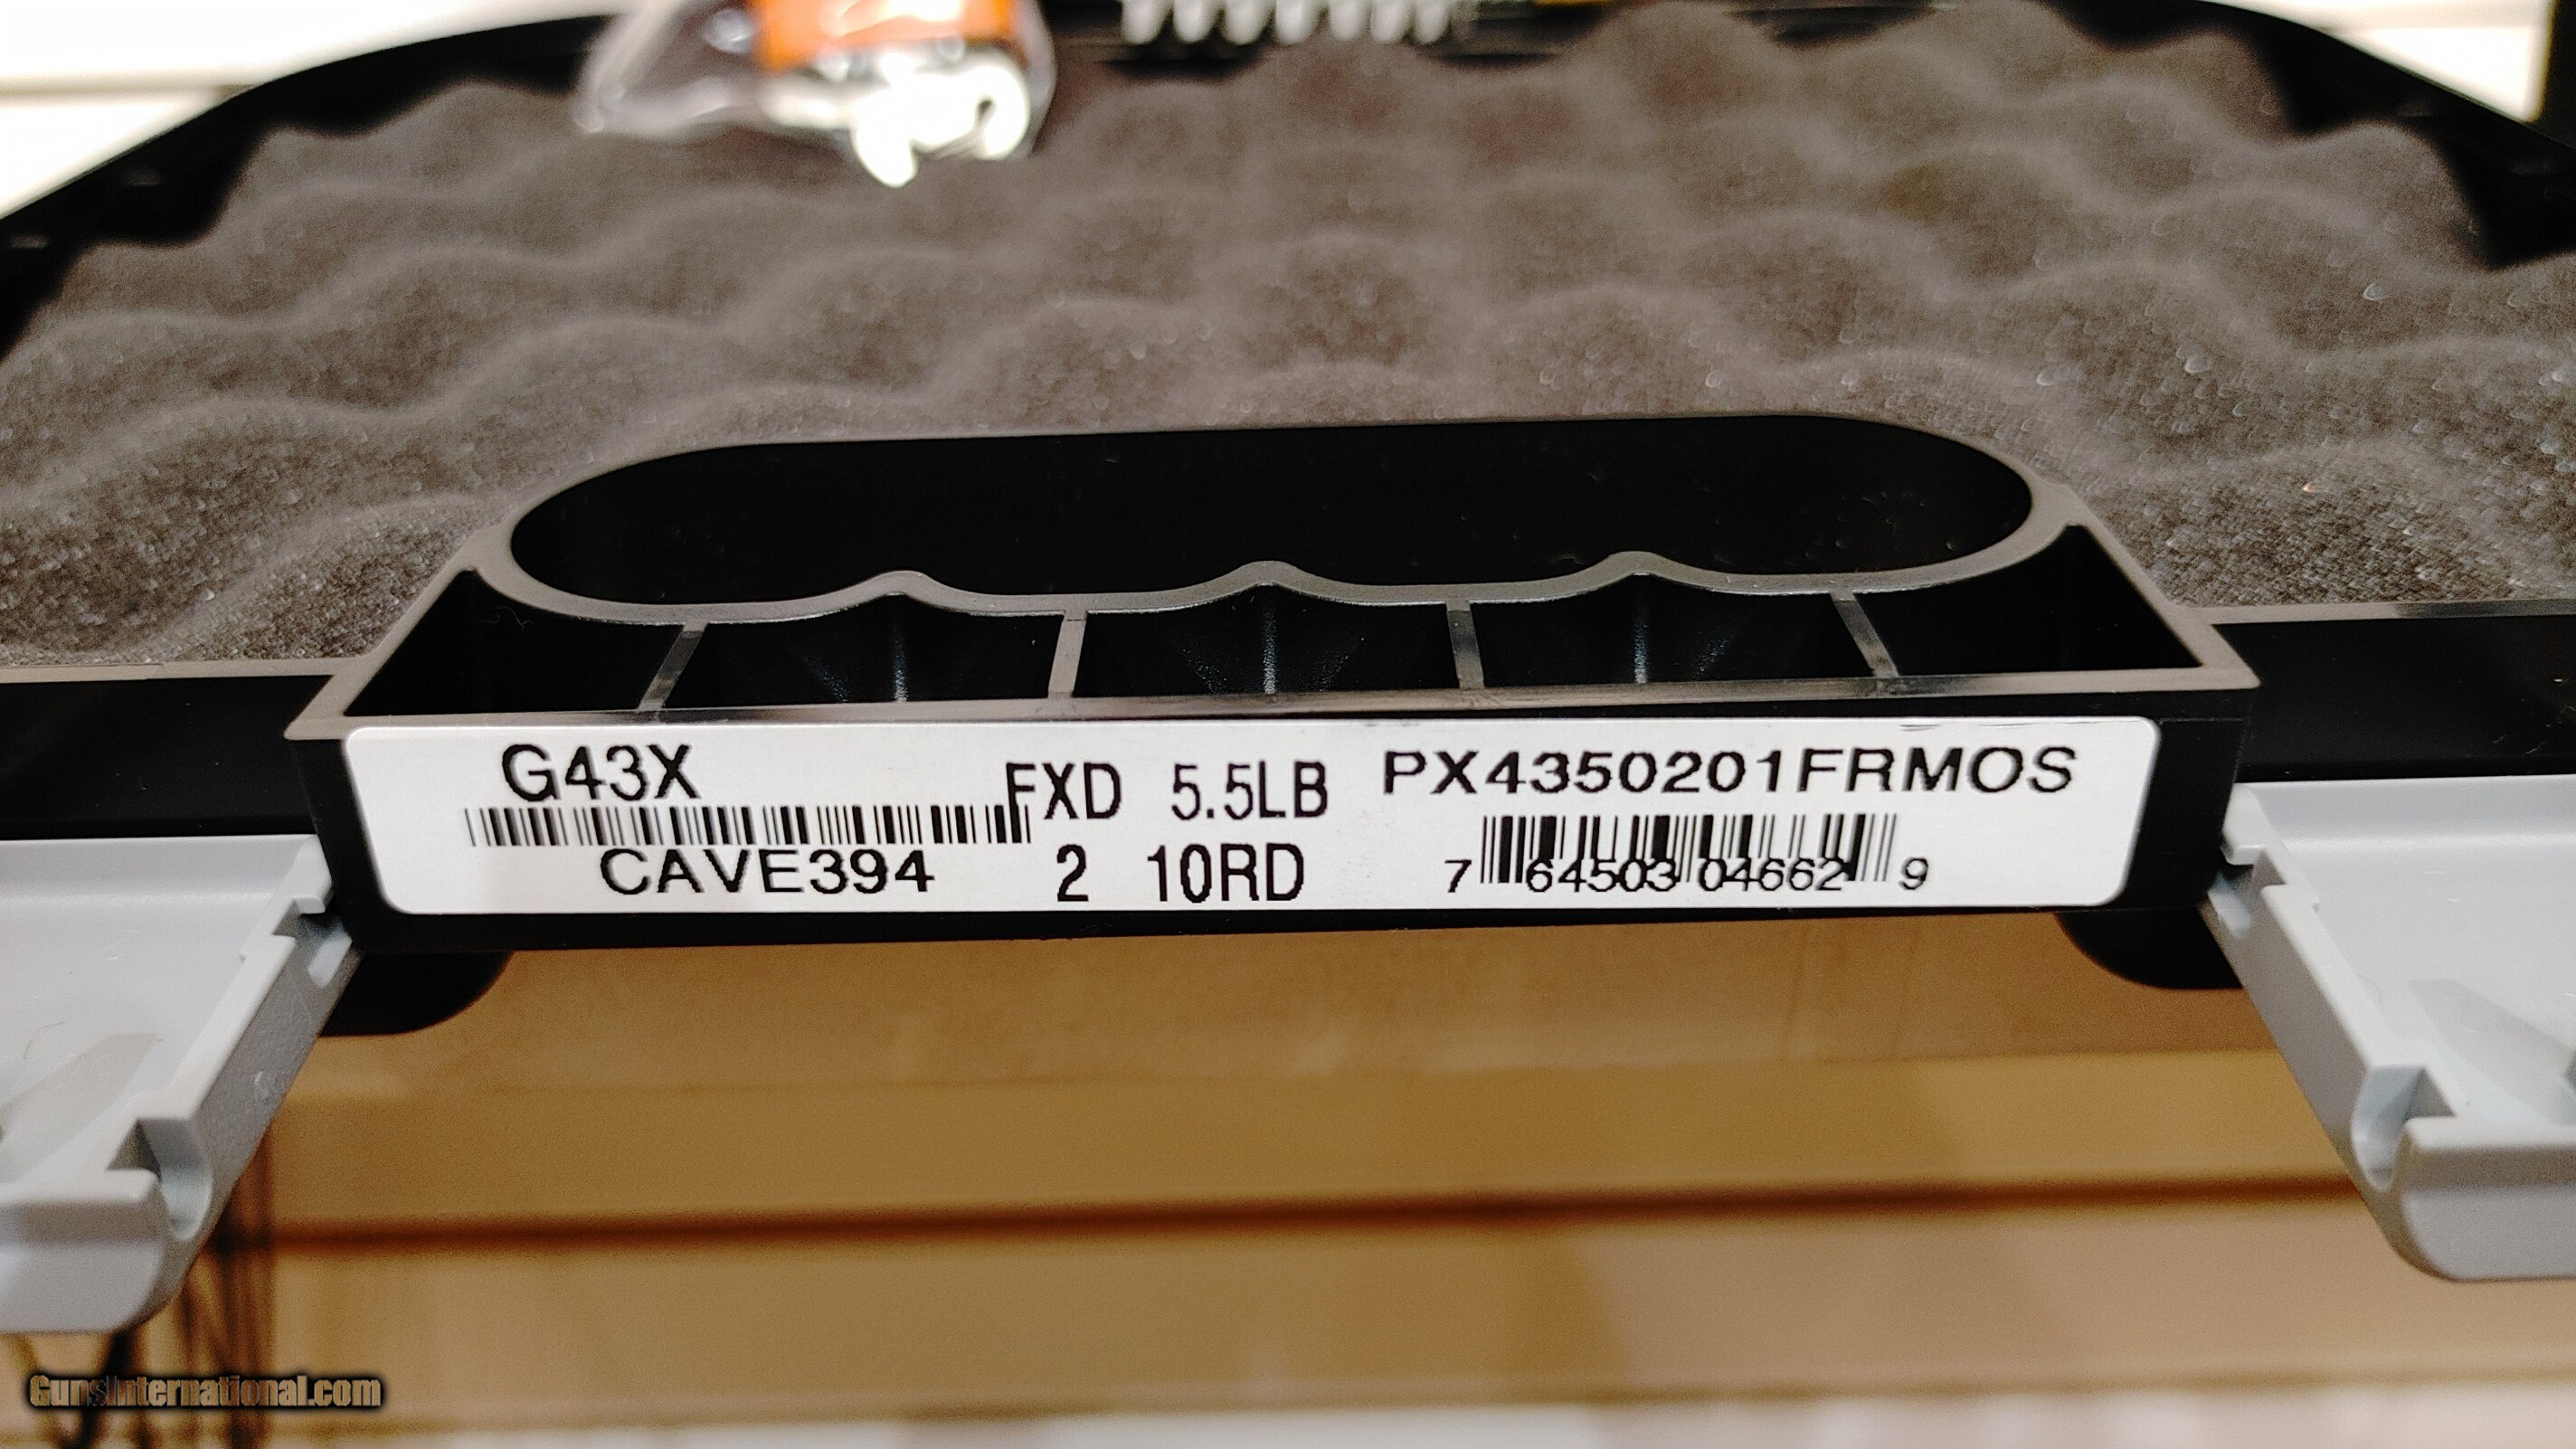 G43X
CAVE394
FXD 5.5LB
2 10RD
PX4350201FRMOS
7 64503 04662 9
GunsInternational.com